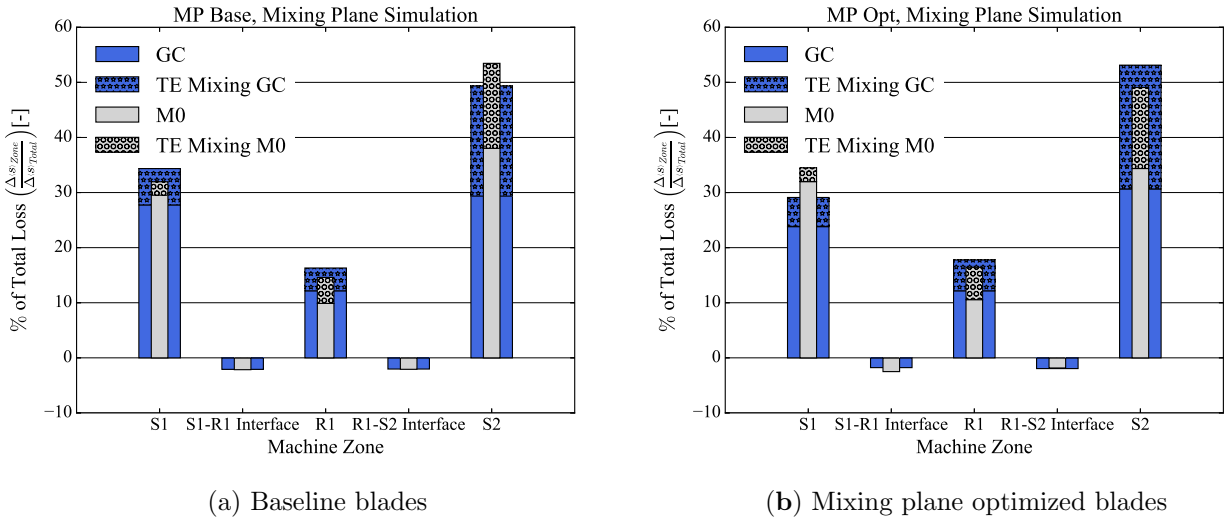 MP Base, Mixing Plane Simulation
60
50
40
30
20
10
0
−10
% of Total Loss (Δ⟨s⟩Zone / Δ⟨s⟩Total) [-]
GC
TE Mixing GC
M0
TE Mixing M0
S1 S1-R1 Interface R1 R1-S2 Interface S2
Machine Zone
(a) Baseline blades
MP Opt, Mixing Plane Simulation
60
50
40
30
20
10
0
−10
% of Total Loss (Δ⟨s⟩Zone / Δ⟨s⟩Total) [-]
GC
TE Mixing GC
M0
TE Mixing M0
S1 S1-R1 Interface R1 R1-S2 Interface S2
Machine Zone
(b) Mixing plane optimized blades